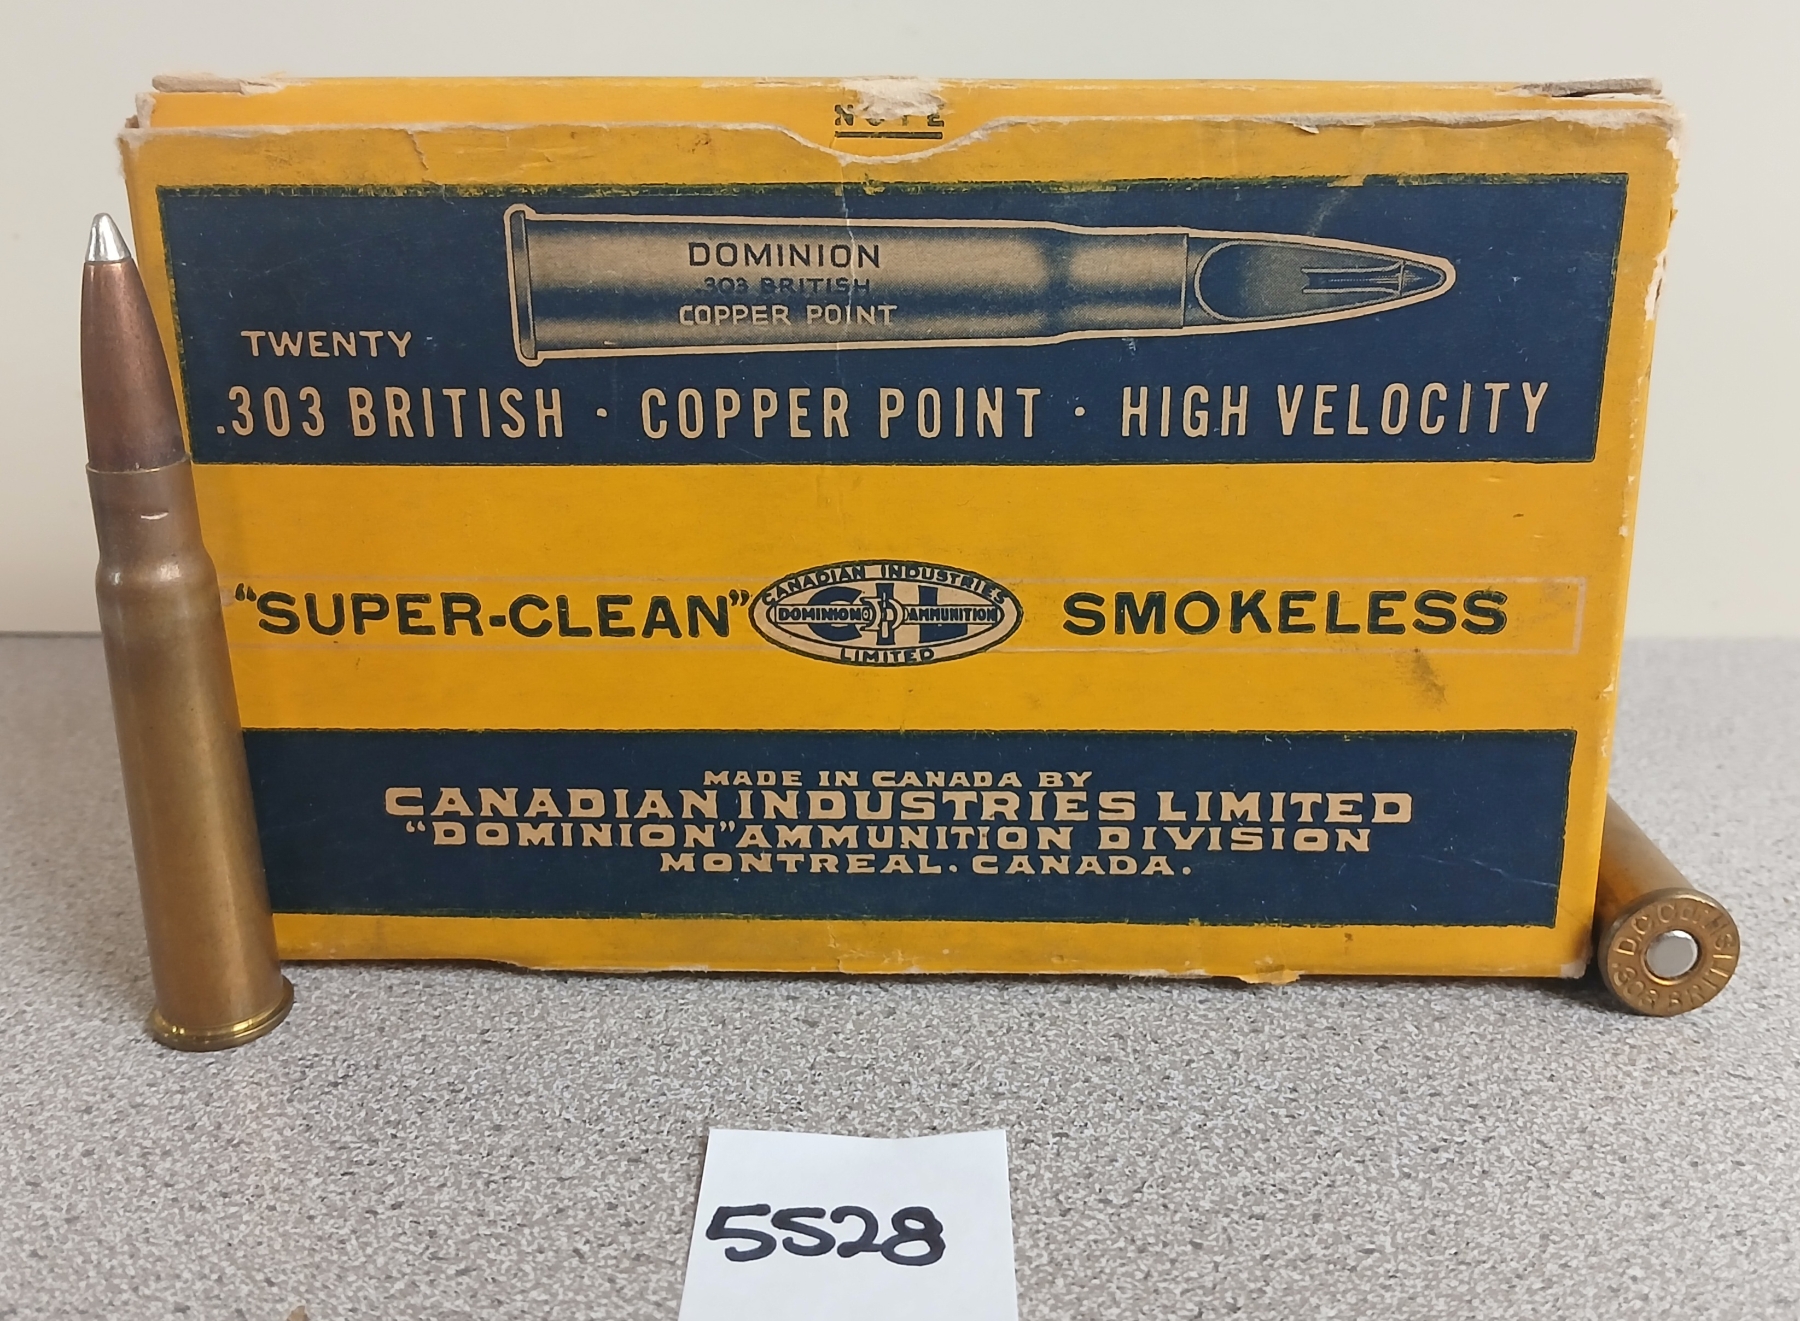 NOTE
DOMINION
.303 BRITISH
COPPER POINT
TWENTY
.303 BRITISH · COPPER POINT · HIGH VELOCITY
"SUPER-CLEAN"
CANADIAN INDUSTRIES
DOMINION AMMUNITION
LIMITED
SMOKELESS
MADE IN CANADA BY
CANADIAN INDUSTRIES LIMITED
"DOMINION" AMMUNITION DIVISION
MONTREAL. CANADA.
5528